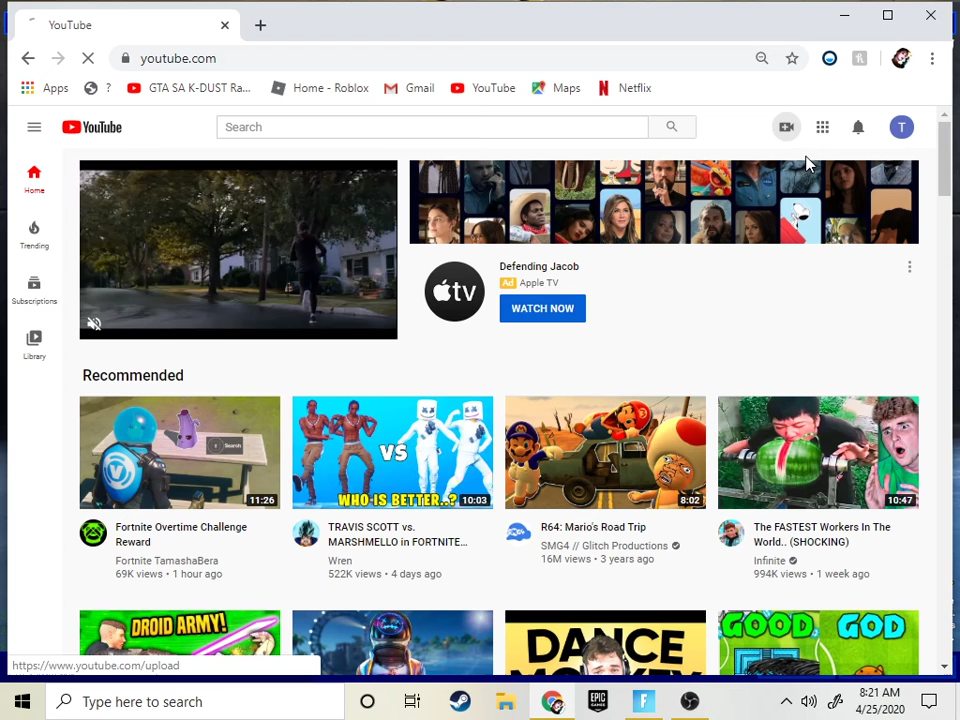 YouTube
youtube.com
Apps
?
GTA SA K-DUST Ra...
Home - Roblox
Gmail
YouTube
Maps
Netflix
YouTube
Search
T
Home
Trending
Subscriptions
Library
tv
Defending Jacob
Ad Apple TV
WATCH NOW
Recommended
Search
11:26
VS
WHO IS BETTER..?
10:03
8:02
10:47
Fortnite Overtime Challenge
Reward
Fortnite TamashaBera
69K views • 1 hour ago
TRAVIS SCOTT vs.
MARSHMELLO in FORTNITE...
Wren
522K views • 4 days ago
R64: Mario's Road Trip
SMG4 // Glitch Productions
16M views • 3 years ago
The FASTEST Workers In The
World.. (SHOCKING)
Infinite
994K views • 1 week ago
DROID ARMY!
DANCE
GOOD
GOD
https://www.youtube.com/upload
Type here to search
EPIC
GAMES
8:21 AM
4/25/2020